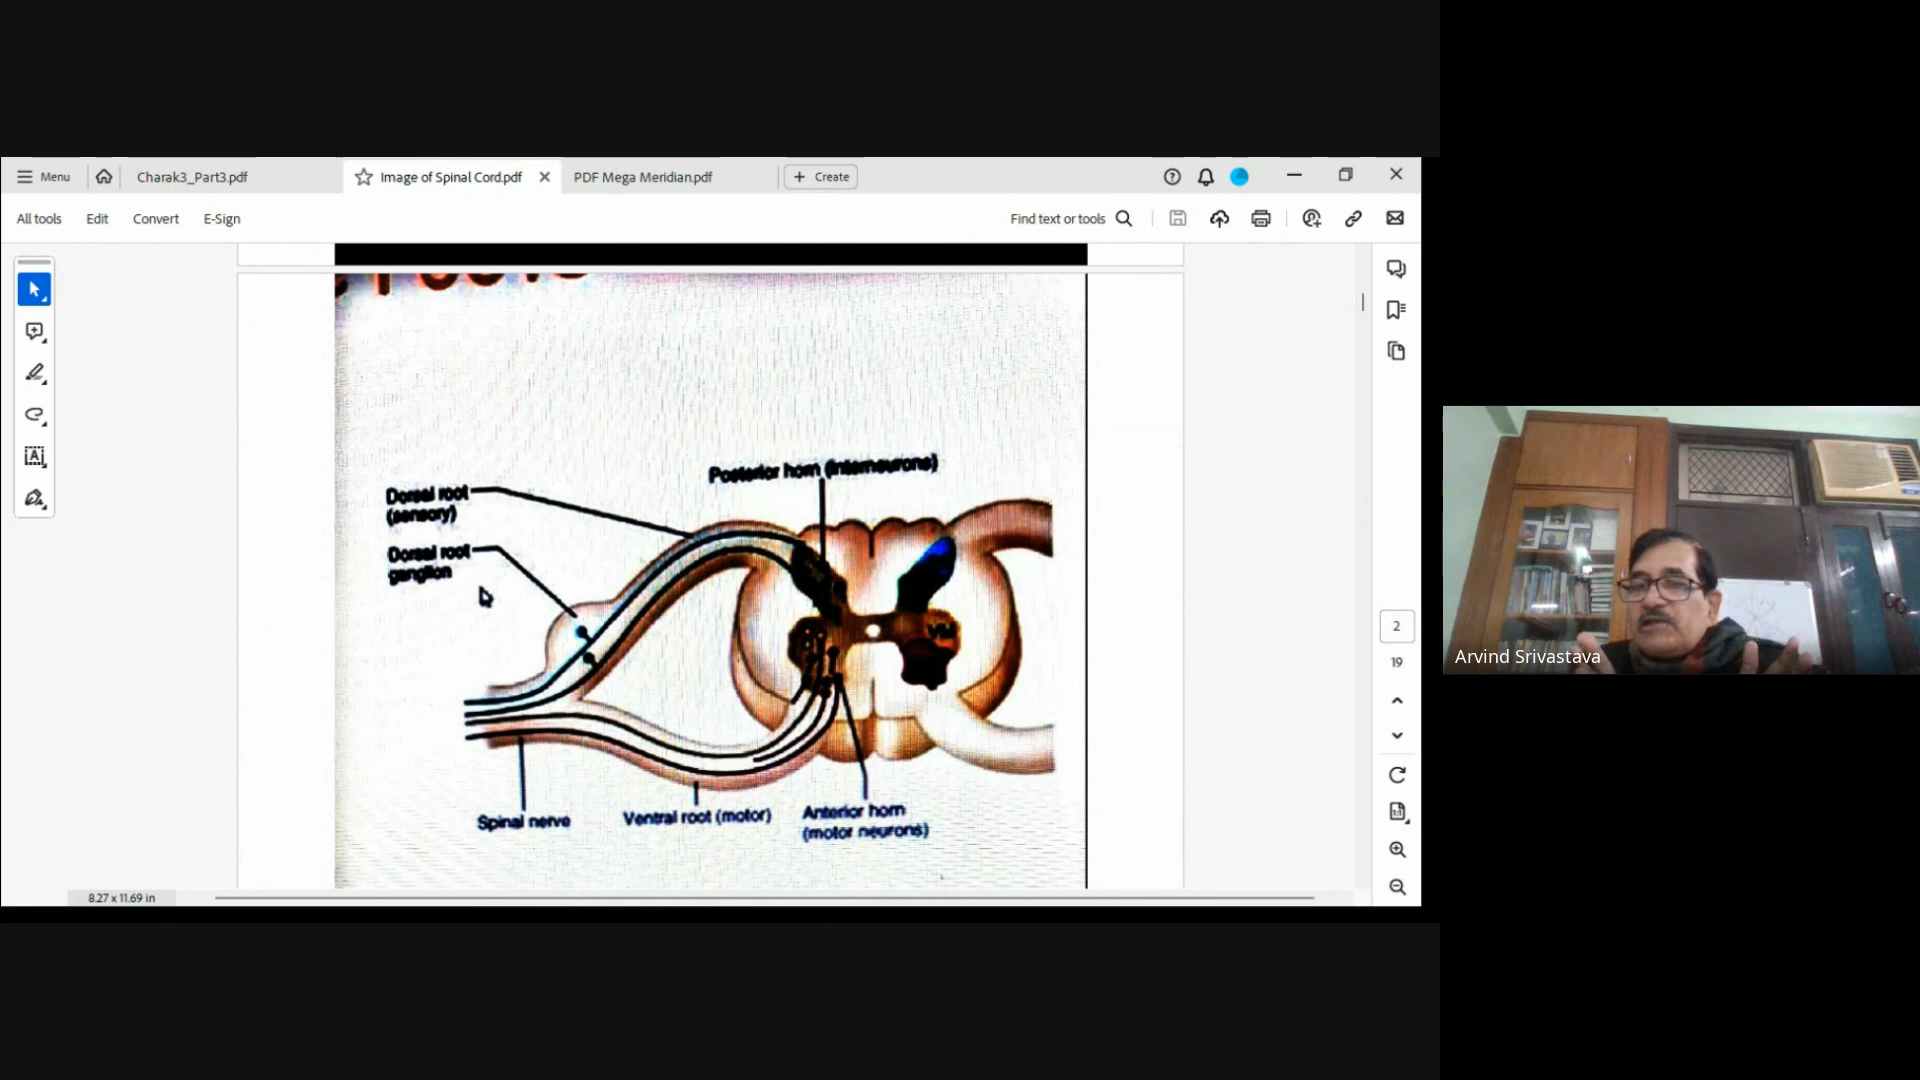 Menu
Charak3_Part3.pdf
Image of Spinal Cord.pdf
PDF Mega Meridian.pdf
Create
All tools
Edit
Convert
E-Sign
Find text or tools
Posterior horn (interneurons)
Dorsal root
(sensory)
Dorsal root
ganglion
VM
Spinal nerve
Ventral root (motor)
Anterior horn
(motor neurons)
2
19
8.27 x 11.69 in
Arvind Srivastava